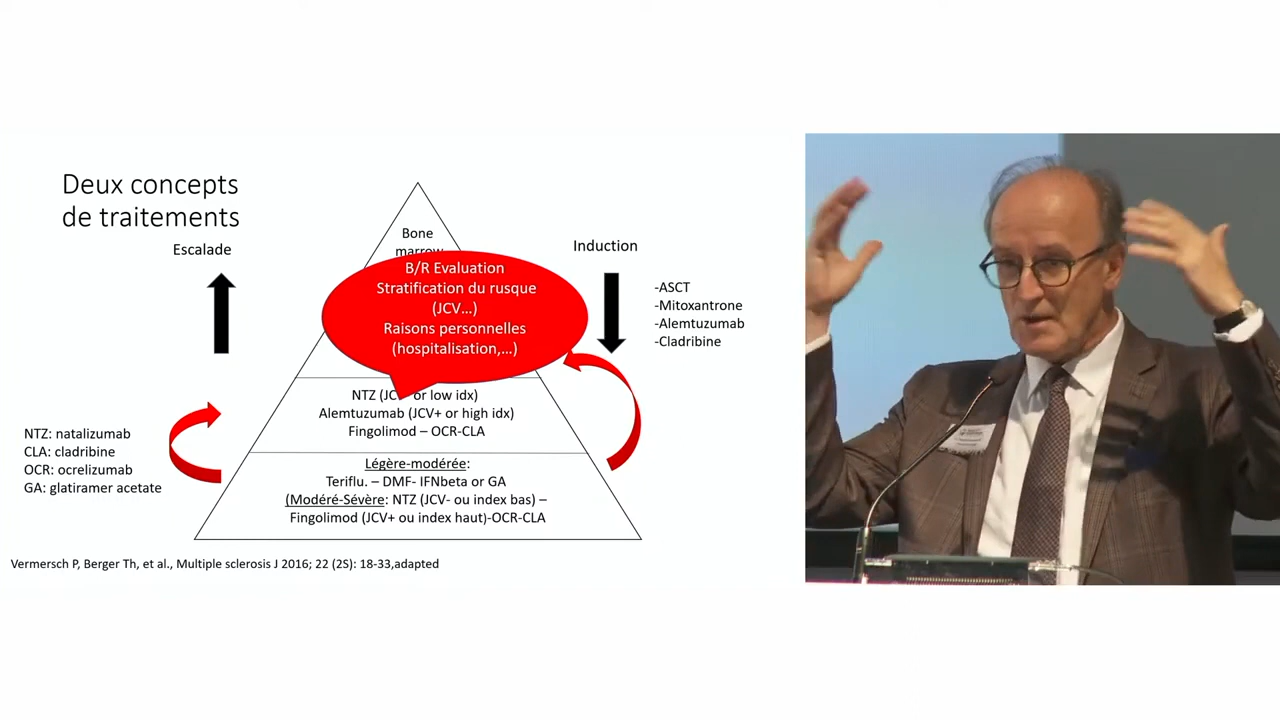 Deux concepts
de traitements
Escalade
Induction
-ASCT
-Mitoxantrone
-Alemtuzumab
-Cladribine
Bone
marrow
B/R Evaluation
Stratification du rusque
(JCV...)
Raisons personnelles
(hospitalisation,...)
NTZ (JCV- or low idx)
Alemtuzumab (JCV+ or high idx)
Fingolimod – OCR-CLA
Légère-modérée:
Teriflu. – DMF- IFNbeta or GA
(Modéré-Sévère: NTZ (JCV- ou index bas) –
Fingolimod (JCV+ ou index haut)-OCR-CLA
NTZ: natalizumab
CLA: cladribine
OCR: ocrelizumab
GA: glatiramer acetate
Vermersch P, Berger Th, et al., Multiple sclerosis J 2016; 22 (2S): 18-33,adapted